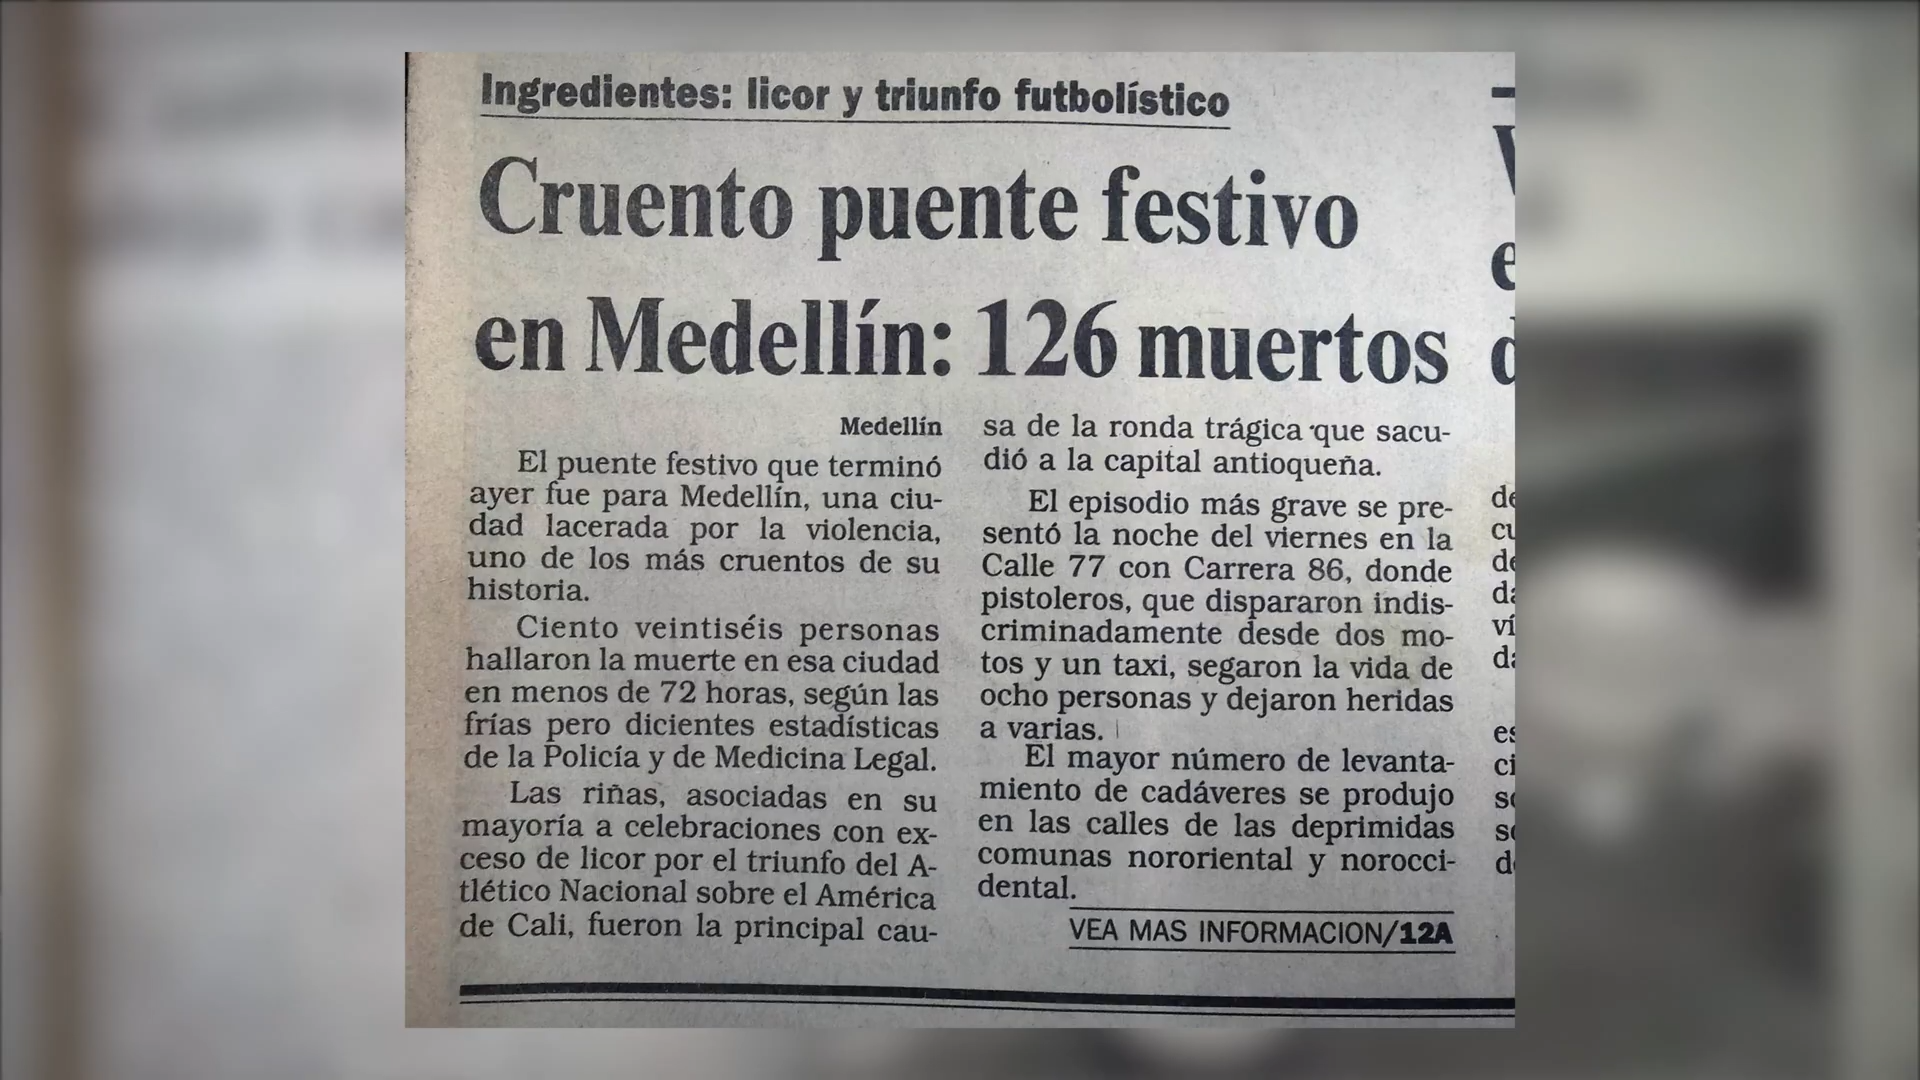 Ingredientes: licor y triunfo futbolístico
Cruento puente festivo
en Medellín: 126 muertos
Medellín
El puente festivo que terminó
ayer fue para Medellín, una ciu-
dad lacerada por la violencia,
uno de los más cruentos de su
historia.
Ciento veintiséis personas
hallaron la muerte en esa ciudad
en menos de 72 horas, según las
frías pero dicientes estadísticas
de la Policía y de Medicina Legal.
Las riñas, asociadas en su
mayoría a celebraciones con ex-
ceso de licor por el triunfo del A-
tlético Nacional sobre el América
de Cali, fueron la principal cau-
sa de la ronda trágica que sacu-
dió a la capital antioqueña.
El episodio más grave se pre-
sentó la noche del viernes en la
Calle 77 con Carrera 86, donde
pistoleros, que dispararon indis-
criminadamente desde dos mo-
tos y un taxi, segaron la vida de
ocho personas y dejaron heridas
a varias.
El mayor número de levanta-
miento de cadáveres se produjo
en las calles de las deprimidas
comunas nororiental y norocci-
dental.
VEA MAS INFORMACION/12A